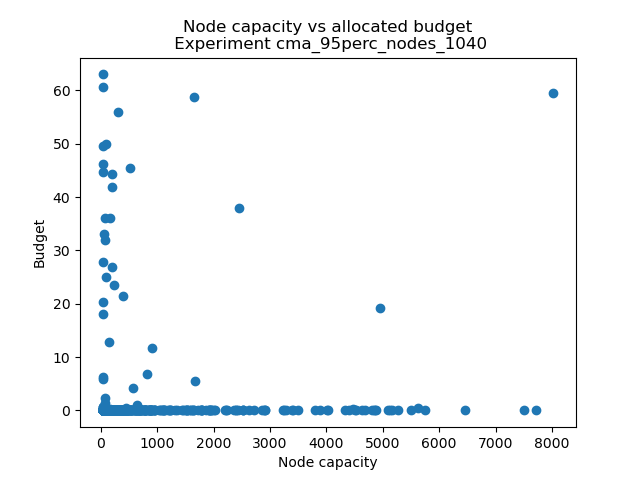 Node capacity vs allocated budget
Experiment cma_95perc_nodes_1040
60
50
40
30
20
10
0
Budget
0 1000 2000 3000 4000 5000 6000 7000 8000
Node capacity